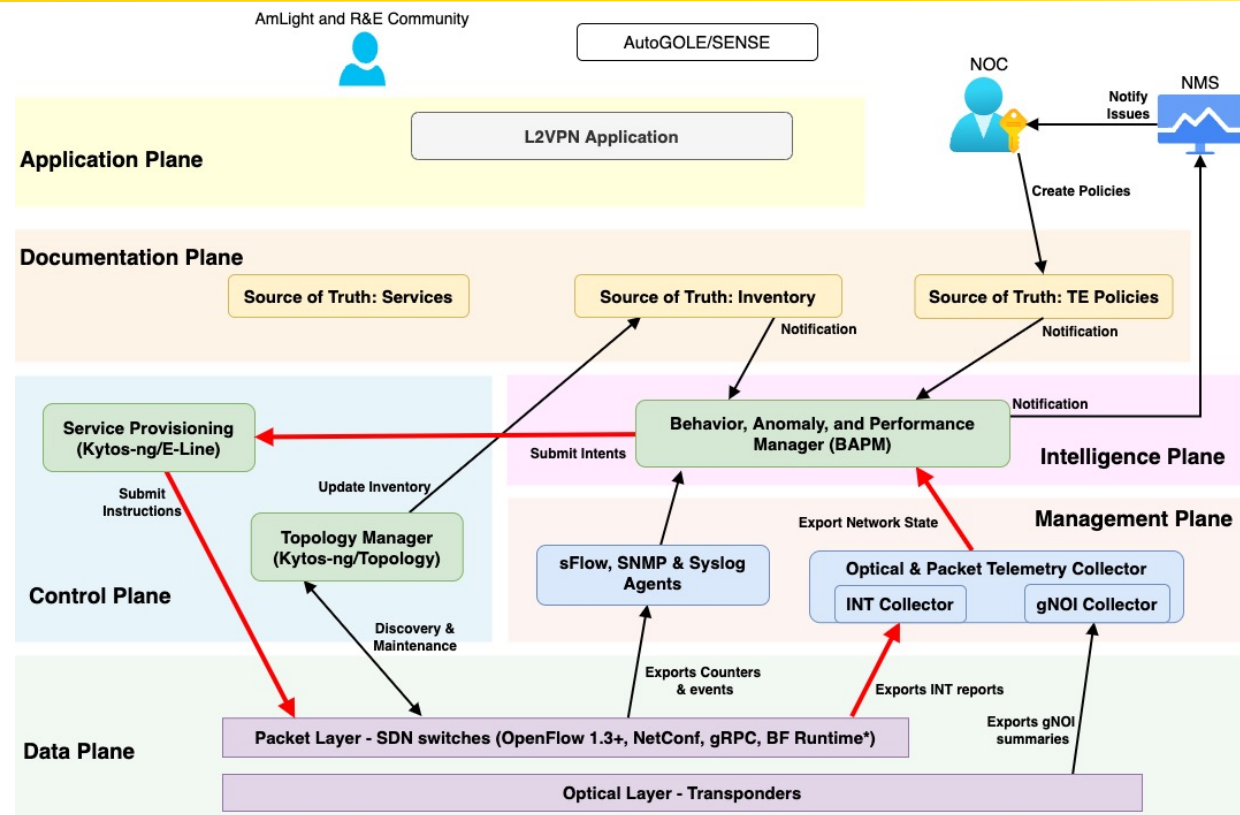 AmLight and R&E Community
AutoGOLE/SENSE
NOC
NMS
Notify
Issues
L2VPN Application
Application Plane
Create Policies
Documentation Plane
Source of Truth: Services
Source of Truth: Inventory
Source of Truth: TE Policies
Notification
Notification
Service Provisioning
(Kytos-ng/E-Line)
Behavior, Anomaly, and Performance
Manager (BAPM)
Notification
Submit Intents
Intelligence Plane
Submit
Instructions
Update Inventory
Export Network State
Management Plane
Topology Manager
(Kytos-ng/Topology)
sFlow, SNMP & Syslog
Agents
Optical & Packet Telemetry Collector
INT Collector
gNOI Collector
Control Plane
Discovery &
Maintenance
Exports Counters
& events
Exports INT reports
Exports gNOI
summaries
Packet Layer - SDN switches (OpenFlow 1.3+, NetConf, gRPC, BF Runtime*)
Data Plane
Optical Layer - Transponders